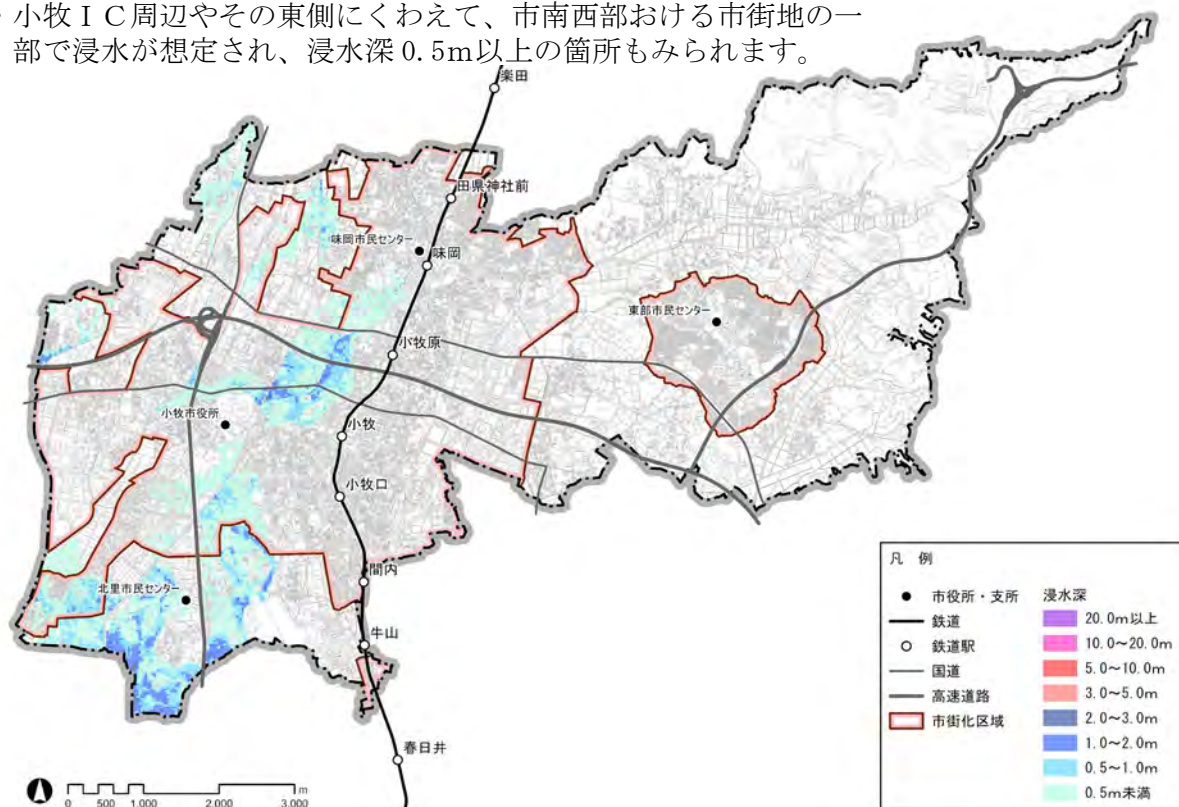 小牧ＩＣ周辺やその東側にくわえて、市南西部おける市街地の一
部で浸水が想定され、浸水深 0.5m以上の箇所もみられます。
楽田
田県神社前
味岡市民センター
味岡
東部市民センター
小牧原
小牧市役所
小牧
小牧口
間内
北里市民センター
牛山
春日井
凡　例
市役所・支所
鉄道
鉄道駅
国道
高速道路
市街化区域
浸水深
20.0m以上
10.0～20.0m
5.0～10.0m
3.0～5.0m
2.0～3.0m
1.0～2.0m
0.5～1.0m
0.5m未満
0 500 1,000 2,000 3,000 m